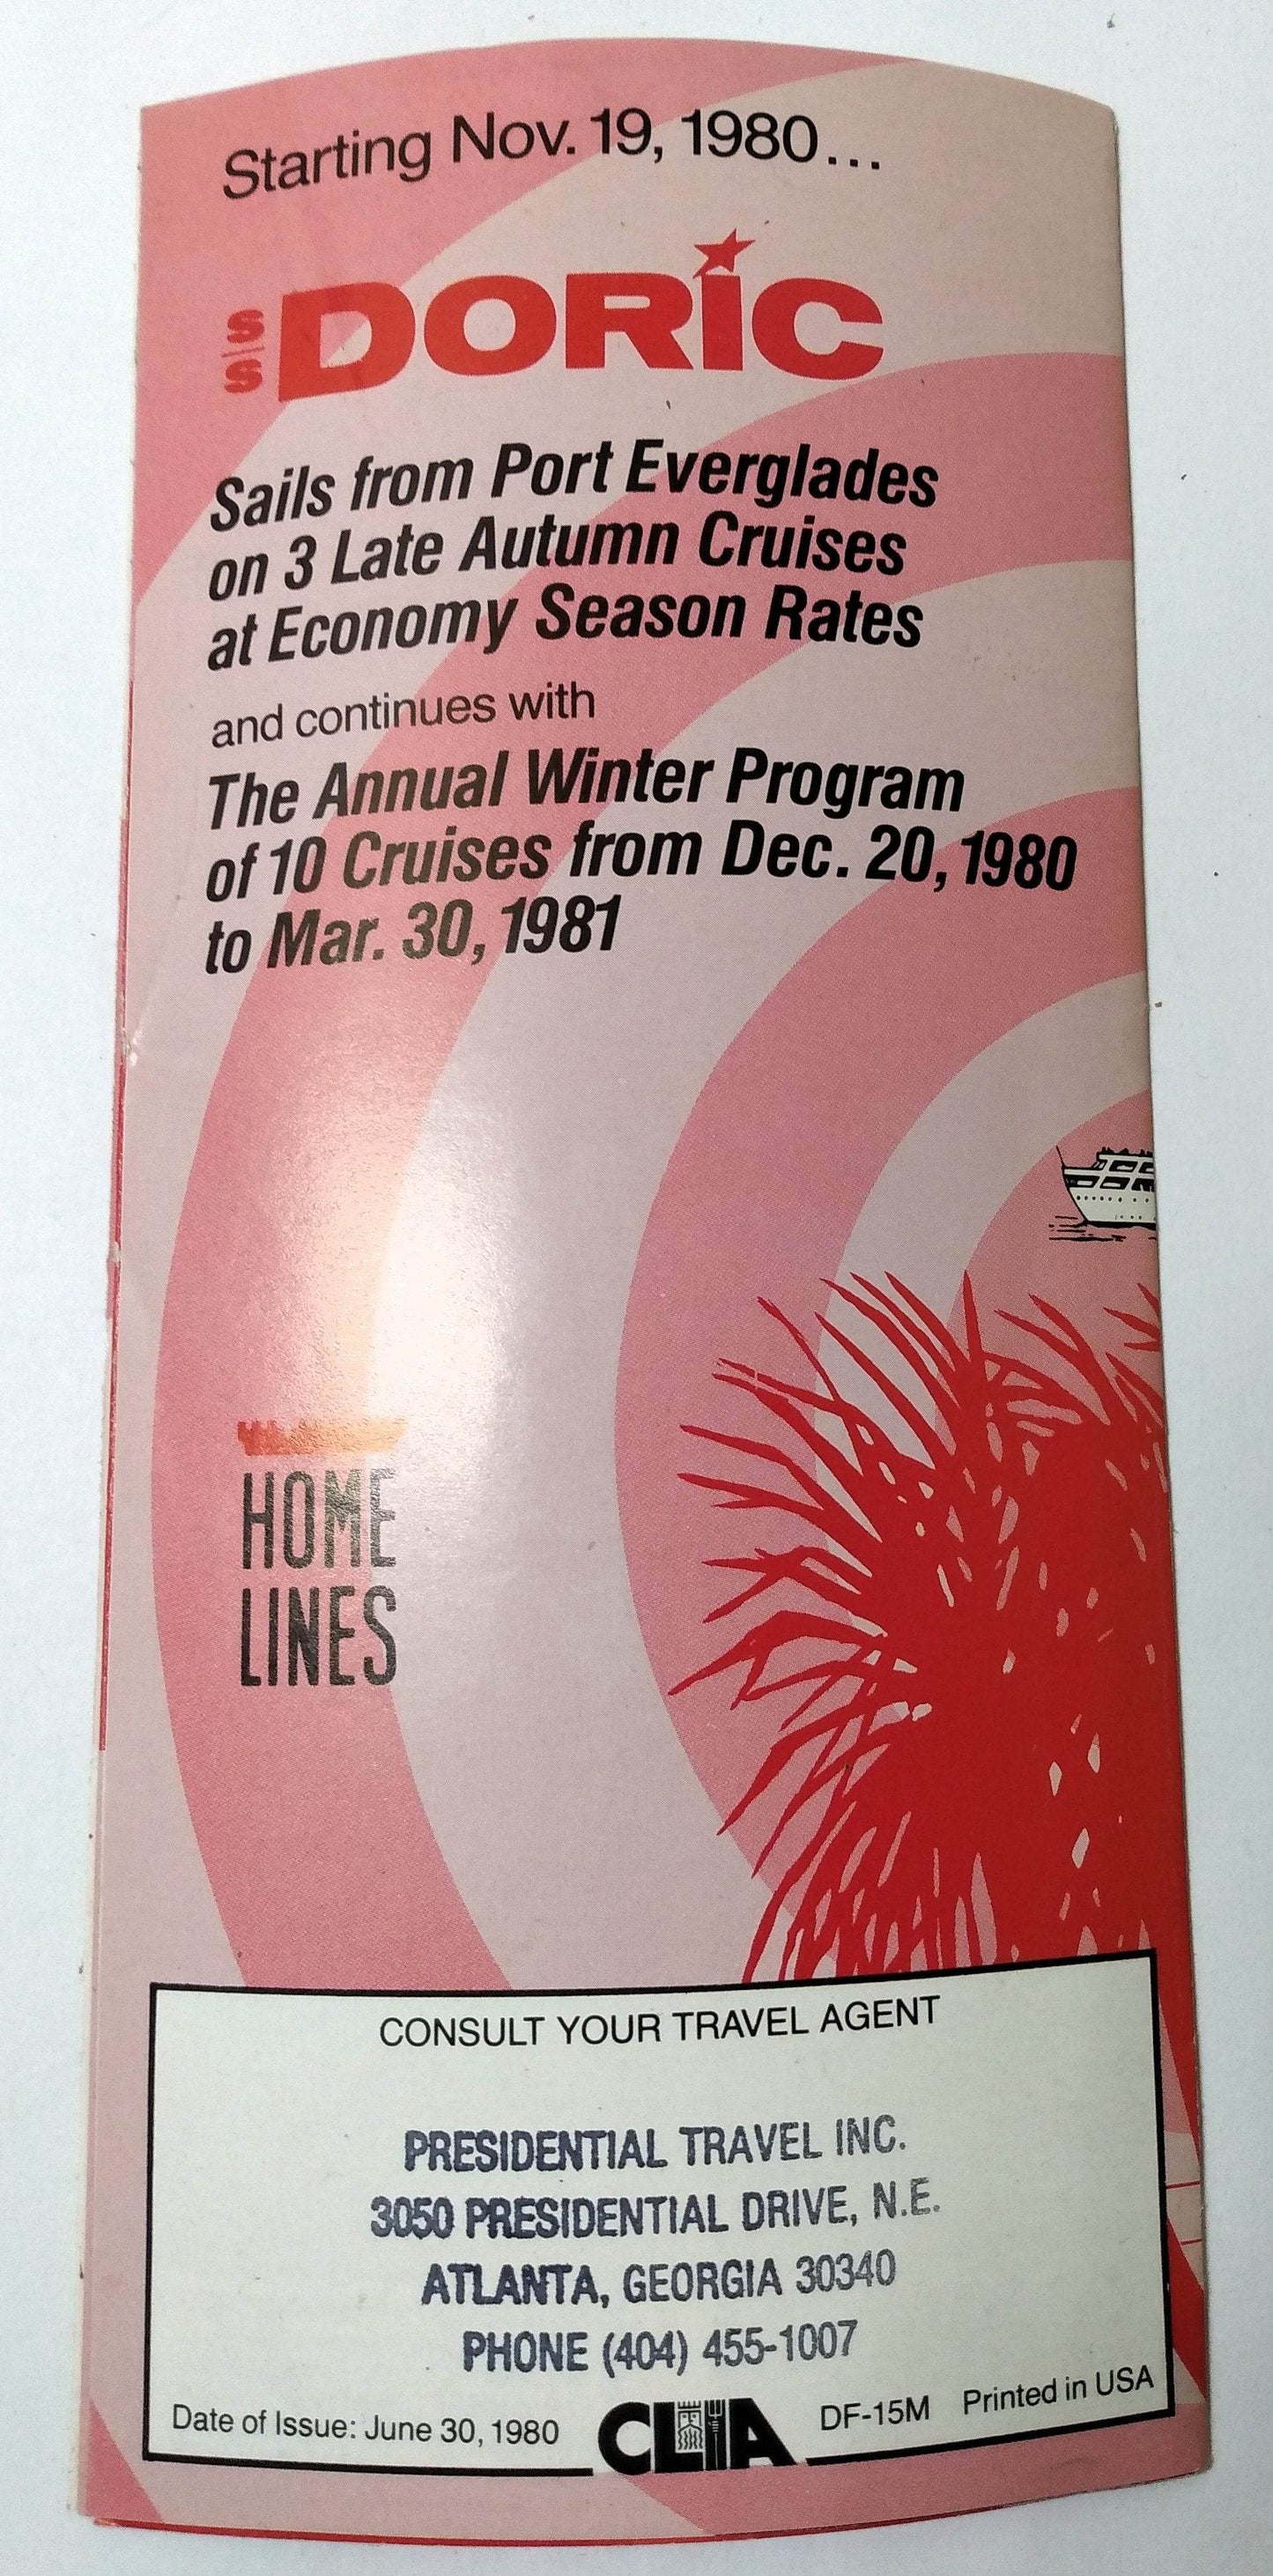 Starting Nov. 19, 1980...
S/S DORIC
Sails from Port Everglades
on 3 Late Autumn Cruises
at Economy Season Rates
and continues with
The Annual Winter Program
of 10 Cruises from Dec. 20, 1980
to Mar. 30, 1981
HOME
LINES
CONSULT YOUR TRAVEL AGENT
PRESIDENTIAL TRAVEL INC.
3050 PRESIDENTIAL DRIVE, N.E.
ATLANTA, GEORGIA 30340
PHONE (404) 455-1007
Date of Issue: June 30, 1980
CLIA
DF-15M Printed in USA